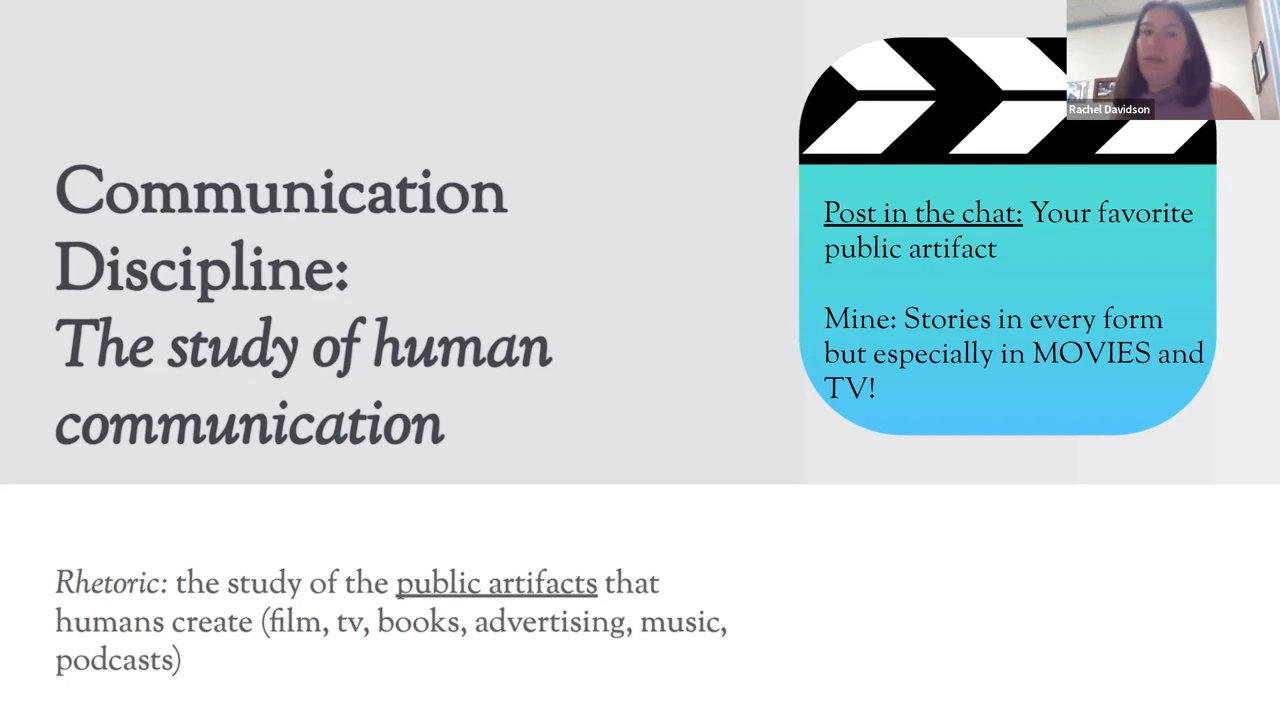 Communication
Discipline:
The study of human
communication
Post in the chat: Your favorite
public artifact
Mine: Stories in every form
but especially in MOVIES and
TV!
Rachel Davidson
Rhetoric: the study of the public artifacts that
humans create (film, tv, books, advertising, music,
podcasts)